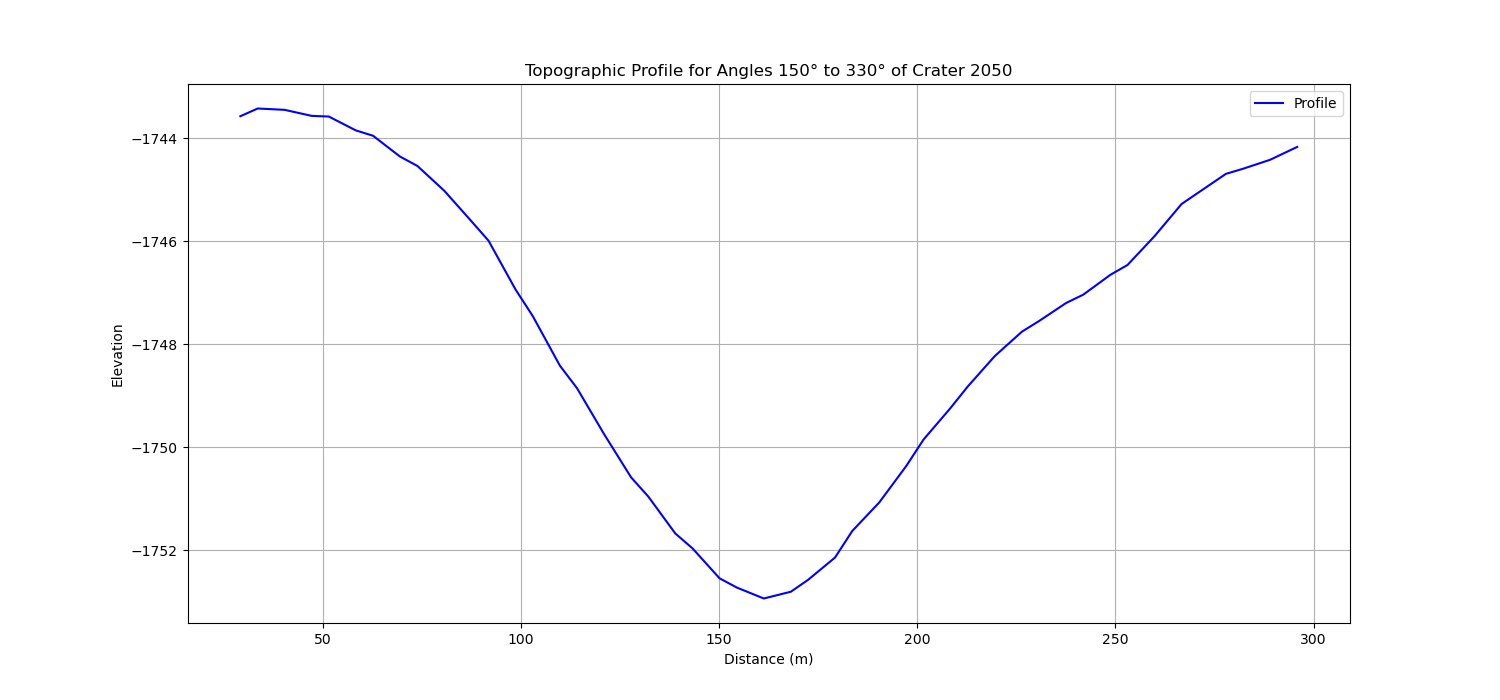 Topographic Profile for Angles 150° to 330° of Crater 2050
Profile
−1744
−1746
−1748
−1750
−1752
Elevation
50
100
150
200
250
300
Distance (m)